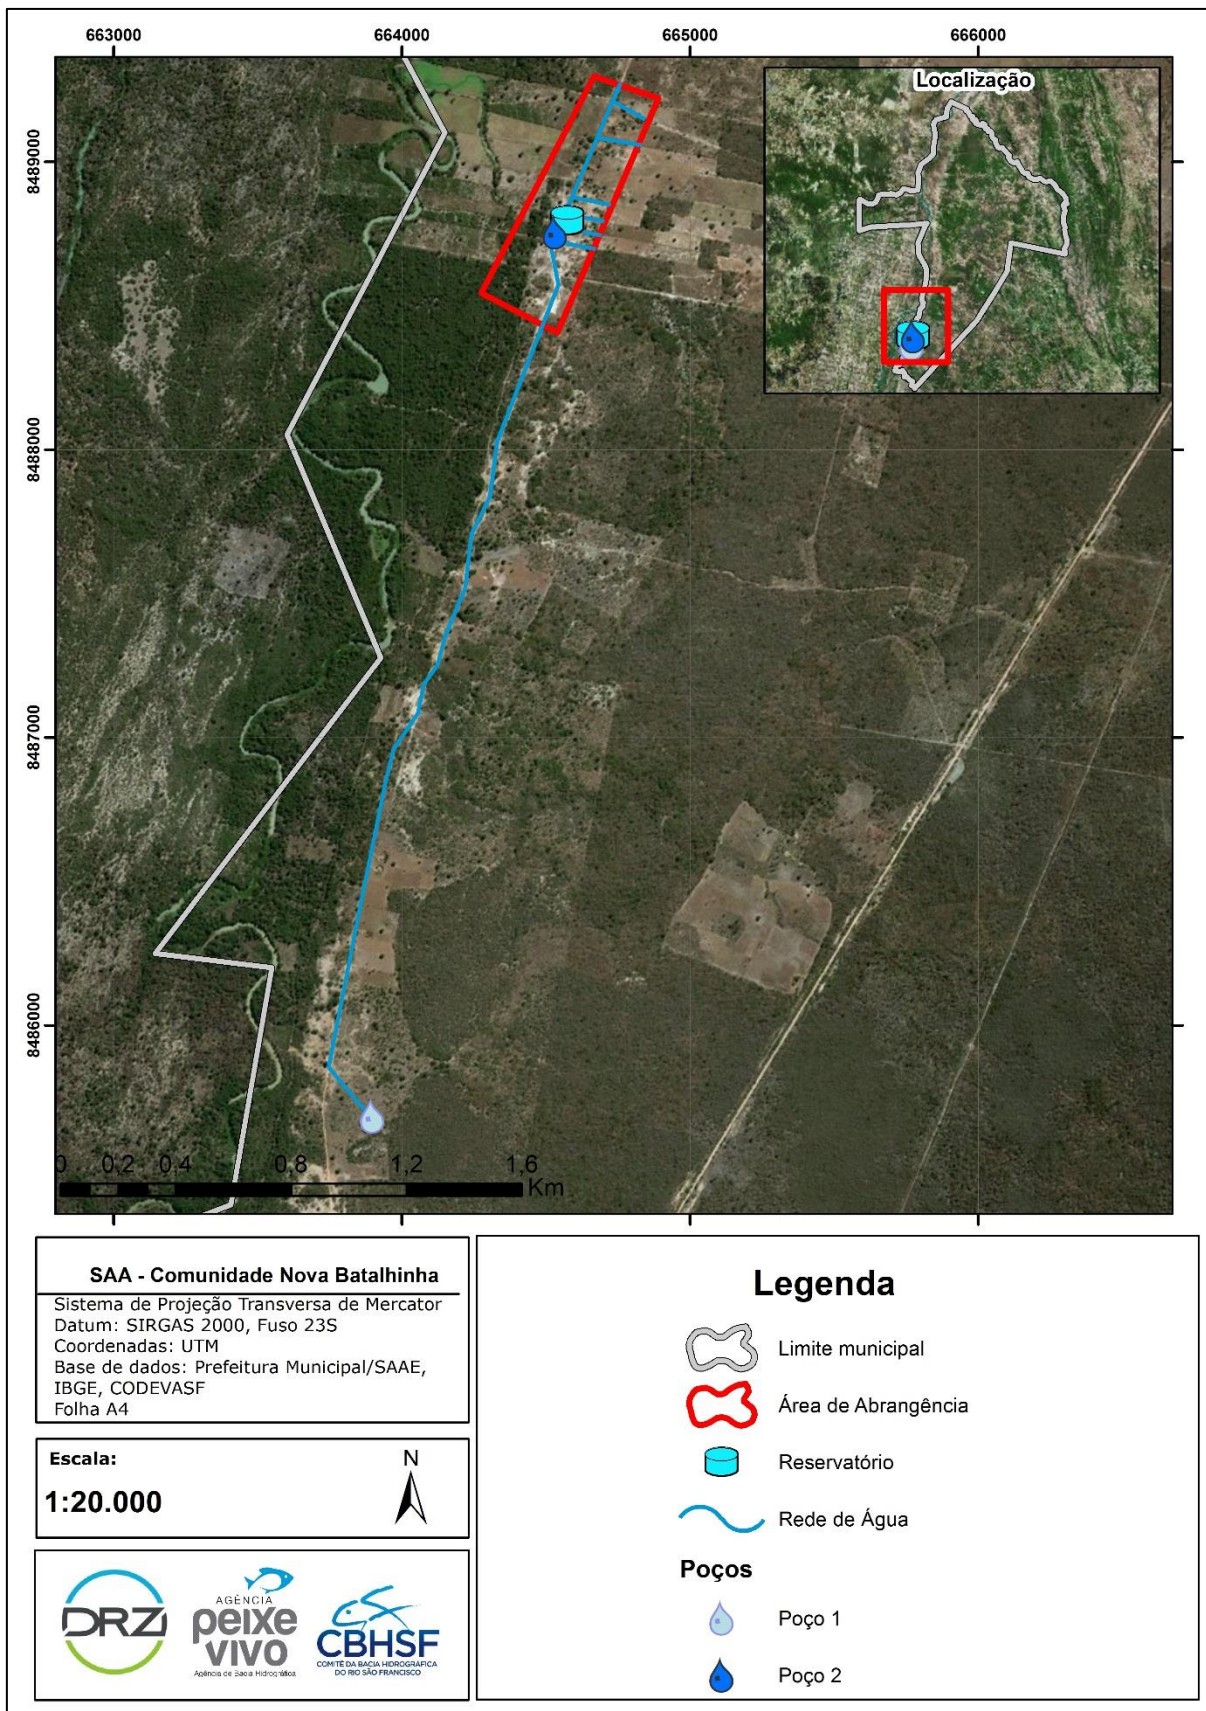 663000
664000
665000
666000
Localização
8489000
8488000
8487000
8486000
0 0,2 0,4 0,8 1,2 1,6
Km
SAA - Comunidade Nova Batalhinha
Sistema de Projeção Transversa de Mercator
Datum: SIRGAS 2000, Fuso 23S
Coordenadas: UTM
Base de dados: Prefeitura Municipal/SAAE,
IBGE, CODEVASF
Folha A4
Escala:
1:20.000
N
DRZ
AGÊNCIA
peixe
vivo
Agência de Bacia Hidrográfica
CBHSF
COMITÊ DA BACIA HIDROGRÁFICA
DO RIO SÃO FRANCISCO
Legenda
Limite municipal
Área de Abrangência
Reservatório
Rede de Água
Poços
Poço 1
Poço 2